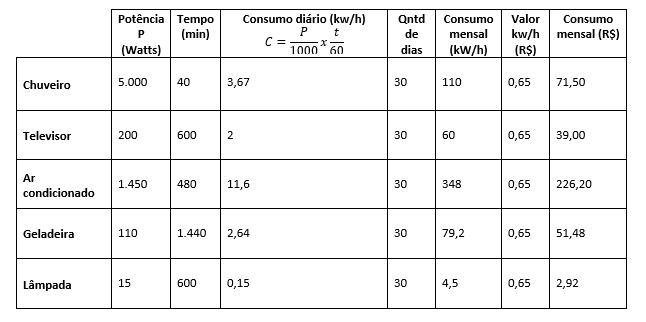 Potência P (Watts) Tempo (min) Consumo diário (kw/h) C = P/1000 x t/60 Qntd de dias Consumo mensal (kW/h) Valor kw/h (R$) Consumo mensal (R$)
Chuveiro 5.000 40 3,67 30 110 0,65 71,50
Televisor 200 600 2 30 60 0,65 39,00
Ar condicionado 1.450 480 11,6 30 348 0,65 226,20
Geladeira 110 1.440 2,64 30 79,2 0,65 51,48
Lâmpada 15 600 0,15 30 4,5 0,65 2,92